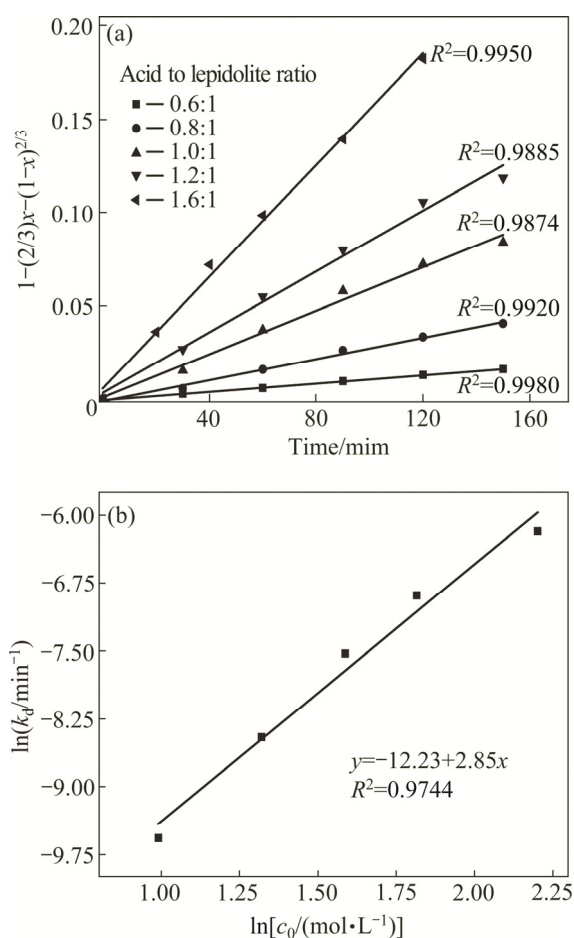 (a)
0.20
0.15
0.10
0.05
0
1−(2/3)x−(1−x)^{2/3}
Acid to lepidolite ratio
■ — 0.6:1
● — 0.8:1
▲ — 1.0:1
▼ — 1.2:1
◄ — 1.6:1
R²=0.9950
R²=0.9885
R²=0.9874
R²=0.9920
R²=0.9980
40 80 120 160
Time/mim
(b)
−6.00
−6.75
−7.50
−8.25
−9.00
−9.75
ln(k_d/min⁻¹)
y=−12.23+2.85x
R²=0.9744
1.00 1.25 1.50 1.75 2.00 2.25
ln[c₀/(mol•L⁻¹)]